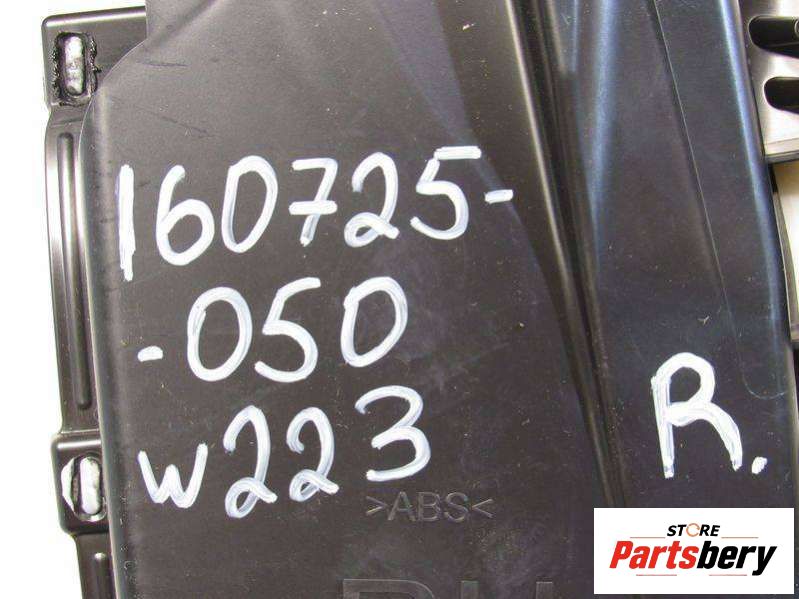 160725-
-050
W223
R.
>ABS<
STORE
Partsbery